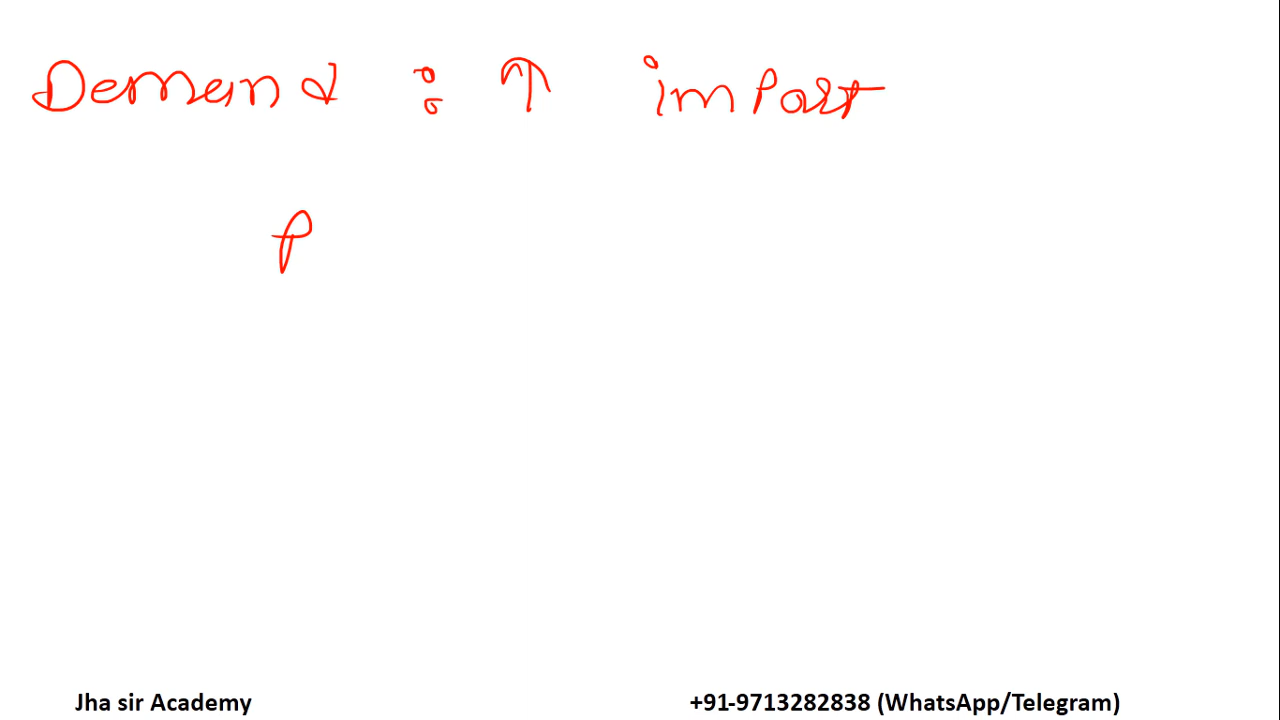 Demand : ↑ import
P
Jha sir Academy +91-9713282838 (WhatsApp/Telegram)